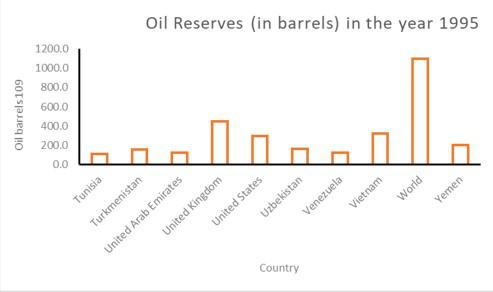 Oil Reserves (in barrels) in the year 1995
Oil barrels109
1200.0
1000.0
800.0
600.0
400.0
200.0
0.0
Tunisia
Turkmenistan
United Arab Emirates
United Kingdom
United States
Uzbekistan
Venezuela
Vietnam
World
Yemen
Country